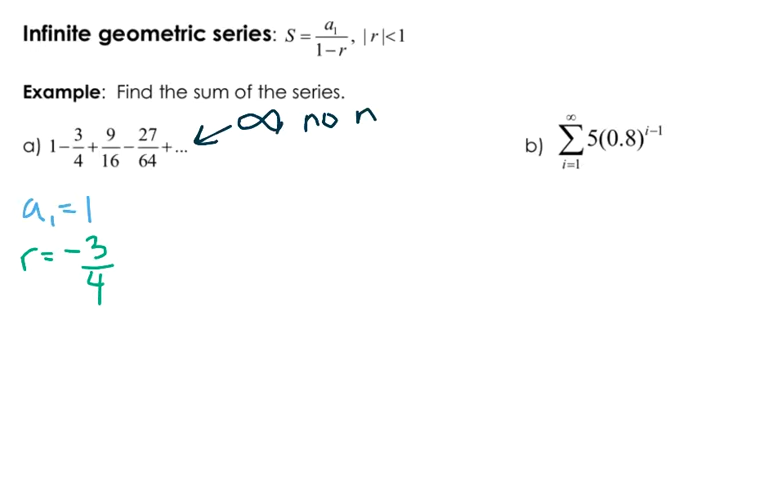 Infinite geometric series: S = a₁/(1−r), |r|<1
Example: Find the sum of the series.
a) 1 − 3/4 + 9/16 − 27/64 + ... ← ∞ no n
b) ∑_{i=1}^{∞} 5(0.8)^{i−1}
a₁ = 1
r = −3/4